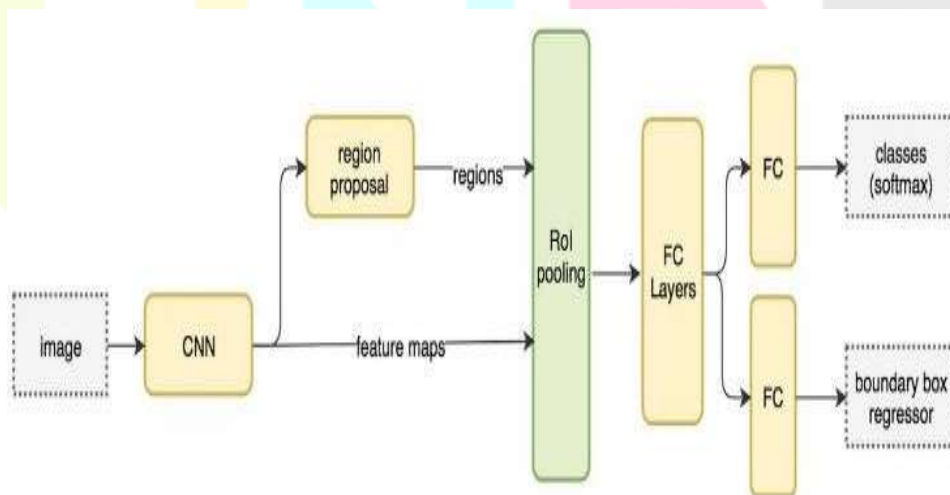 image
CNN
region
proposal
regions
feature maps
RoI
pooling
FC
Layers
FC
classes
(softmax)
FC
boundary box
regressor